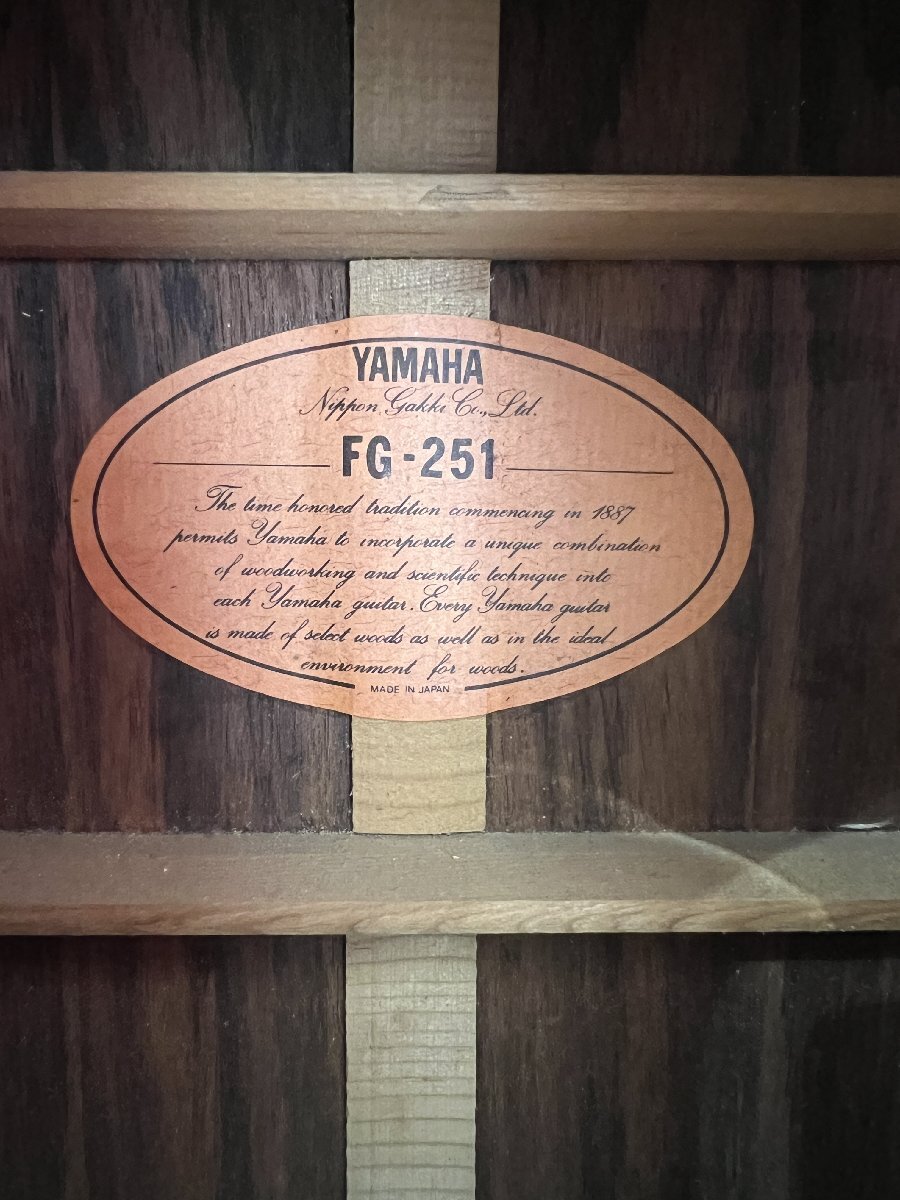 YAMAHA
Nippon Gakki Co., Ltd.
FG-251
The time honored tradition commencing in 1887
permits Yamaha to incorporate a unique combination
of woodworking and scientific technique into
each Yamaha guitar. Every Yamaha guitar
is made of select woods as well as in the ideal
environment for woods.
MADE IN JAPAN